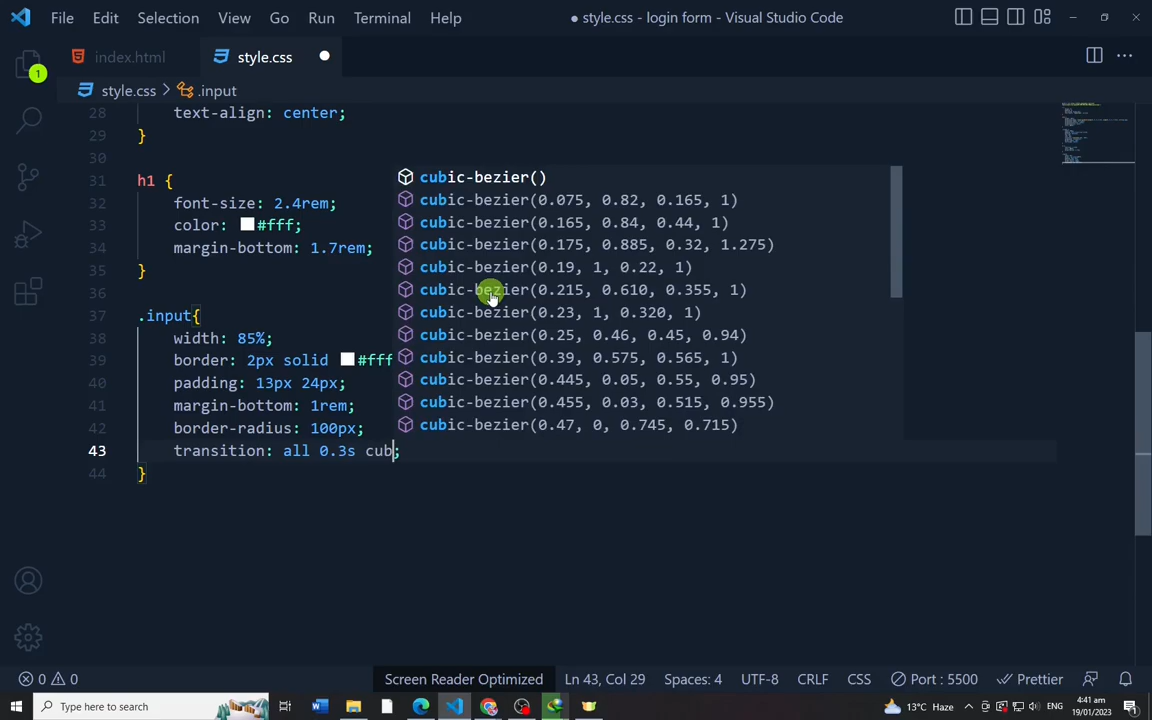 File Edit Selection View Go Run Terminal Help
● style.css - login form - Visual Studio Code
index.html
style.css
style.css > .input
1
28 text-align: center;
29 }
30
31 h1 {
32 font-size: 2.4rem;
33 color: #fff;
34 margin-bottom: 1.7rem;
35 }
36
37 .input{
38 width: 85%;
39 border: 2px solid #fff
40 padding: 13px 24px;
41 margin-bottom: 1rem;
42 border-radius: 100px;
43 transition: all 0.3s cub;
44 }
cubic-bezier()
cubic-bezier(0.075, 0.82, 0.165, 1)
cubic-bezier(0.165, 0.84, 0.44, 1)
cubic-bezier(0.175, 0.885, 0.32, 1.275)
cubic-bezier(0.19, 1, 0.22, 1)
cubic-bezier(0.215, 0.610, 0.355, 1)
cubic-bezier(0.23, 1, 0.320, 1)
cubic-bezier(0.25, 0.46, 0.45, 0.94)
cubic-bezier(0.39, 0.575, 0.565, 1)
cubic-bezier(0.445, 0.05, 0.55, 0.95)
cubic-bezier(0.455, 0.03, 0.515, 0.955)
cubic-bezier(0.47, 0, 0.745, 0.715)
0 0
Screen Reader Optimized
Ln 43, Col 29
Spaces: 4
UTF-8
CRLF
CSS
Port : 5500
Prettier
Type here to search
13°C Haze
ENG
4:41 am
19/01/2023
1